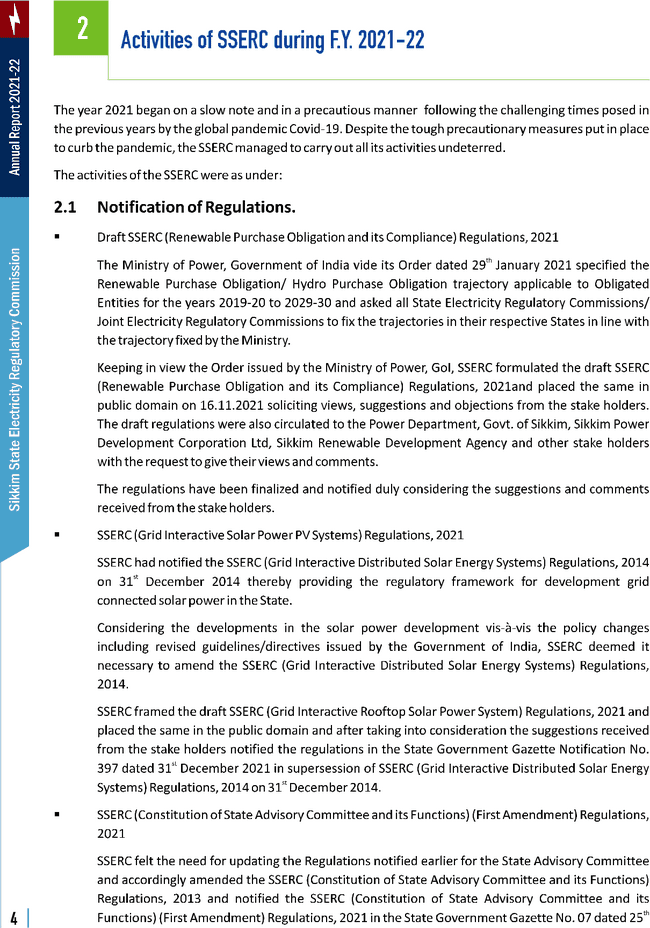 2
Activities of SSERC during F.Y. 2021-22
Annual Report 2021-22
Sikkim State Electricity Regulatory Commission
The year 2021 began on a slow note and in a precautious manner following the challenging times posed in
the previous years by the global pandemic Covid-19. Despite the tough precautionary measures put in place
to curb the pandemic, the SSERC managed to carry out all its activities undeterred.
The activities of the SSERC were as under:
2.1 Notification of Regulations.
▪ Draft SSERC (Renewable Purchase Obligation and its Compliance) Regulations, 2021
The Ministry of Power, Government of India vide its Order dated 29th January 2021 specified the
Renewable Purchase Obligation/ Hydro Purchase Obligation trajectory applicable to Obligated
Entities for the years 2019-20 to 2029-30 and asked all State Electricity Regulatory Commissions/
Joint Electricity Regulatory Commissions to fix the trajectories in their respective States in line with
the trajectory fixed by the Ministry.
Keeping in view the Order issued by the Ministry of Power, GoI, SSERC formulated the draft SSERC
(Renewable Purchase Obligation and its Compliance) Regulations, 2021and placed the same in
public domain on 16.11.2021 soliciting views, suggestions and objections from the stake holders.
The draft regulations were also circulated to the Power Department, Govt. of Sikkim, Sikkim Power
Development Corporation Ltd, Sikkim Renewable Development Agency and other stake holders
with the request to give their views and comments.
The regulations have been finalized and notified duly considering the suggestions and comments
received from the stake holders.
▪ SSERC (Grid Interactive Solar Power PV Systems) Regulations, 2021
SSERC had notified the SSERC (Grid Interactive Distributed Solar Energy Systems) Regulations, 2014
on 31st December 2014 thereby providing the regulatory framework for development grid
connected solar power in the State.
Considering the developments in the solar power development vis-à-vis the policy changes
including revised guidelines/directives issued by the Government of India, SSERC deemed it
necessary to amend the SSERC (Grid Interactive Distributed Solar Energy Systems) Regulations,
2014.
SSERC framed the draft SSERC (Grid Interactive Rooftop Solar Power System) Regulations, 2021 and
placed the same in the public domain and after taking into consideration the suggestions received
from the stake holders notified the regulations in the State Government Gazette Notification No.
397 dated 31st December 2021 in supersession of SSERC (Grid Interactive Distributed Solar Energy
Systems) Regulations, 2014 on 31st December 2014.
▪ SSERC (Constitution of State Advisory Committee and its Functions) (First Amendment) Regulations,
2021
SSERC felt the need for updating the Regulations notified earlier for the State Advisory Committee
and accordingly amended the SSERC (Constitution of State Advisory Committee and its Functions)
Regulations, 2013 and notified the SSERC (Constitution of State Advisory Committee and its
Functions) (First Amendment) Regulations, 2021 in the State Government Gazette No. 07 dated 25th
4